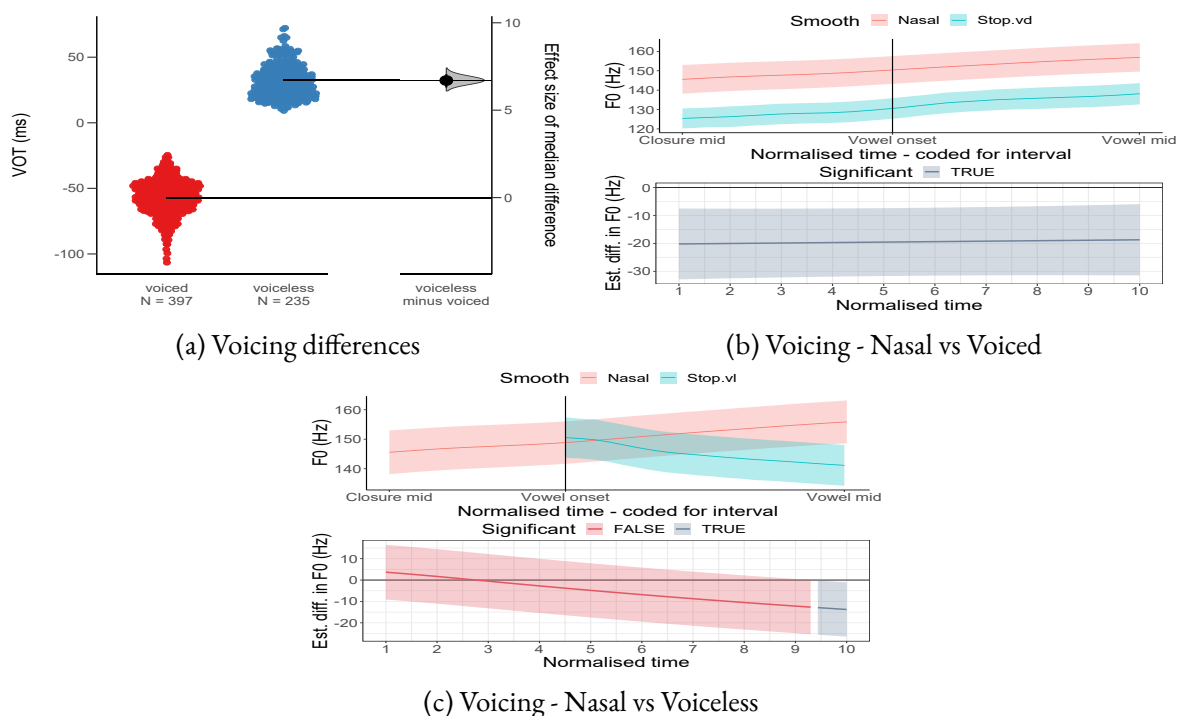 10
50
5
0
VOT (ms)
Effect size of median difference
-50
0
-100
voiced
N = 397
voiceless
N = 235
voiceless
minus voiced
(a) Voicing differences
Smooth Nasal Stop.vd
160
150
140
130
120
F0 (Hz)
Closure mid Vowel onset Vowel mid
Normalised time - coded for interval
Significant TRUE
0
-10
-20
-30
Est. diff. in F0 (Hz)
1 2 3 4 5 6 7 8 9 10
Normalised time
(b) Voicing - Nasal vs Voiced
Smooth Nasal Stop.vl
160
150
140
F0 (Hz)
Closure mid Vowel onset Vowel mid
Normalised time - coded for interval
Significant FALSE TRUE
10
0
-10
-20
Est. diff. in F0 (Hz)
1 2 3 4 5 6 7 8 9 10
Normalised time
(c) Voicing - Nasal vs Voiceless